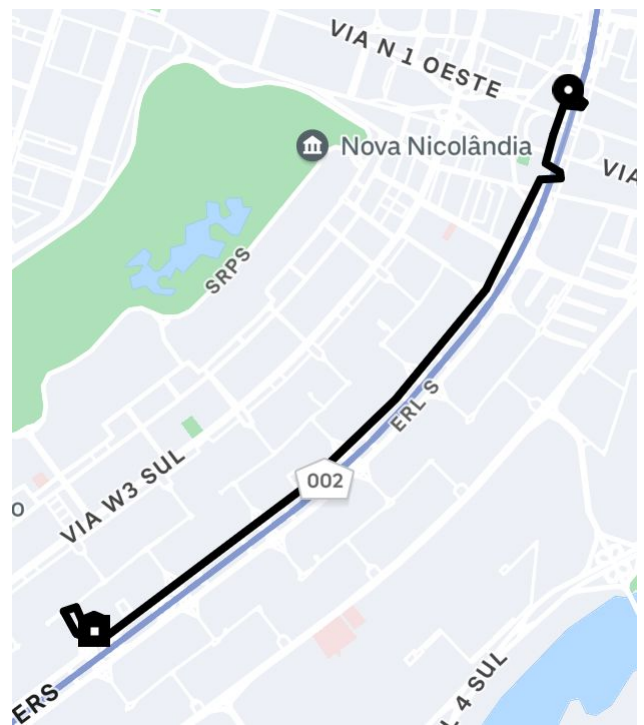 VIA N 1 OESTE
Nova Nicolândia
VIA
SRPS
ERL S
002
VIA W3 SUL
o
L 4 SUL
ERS